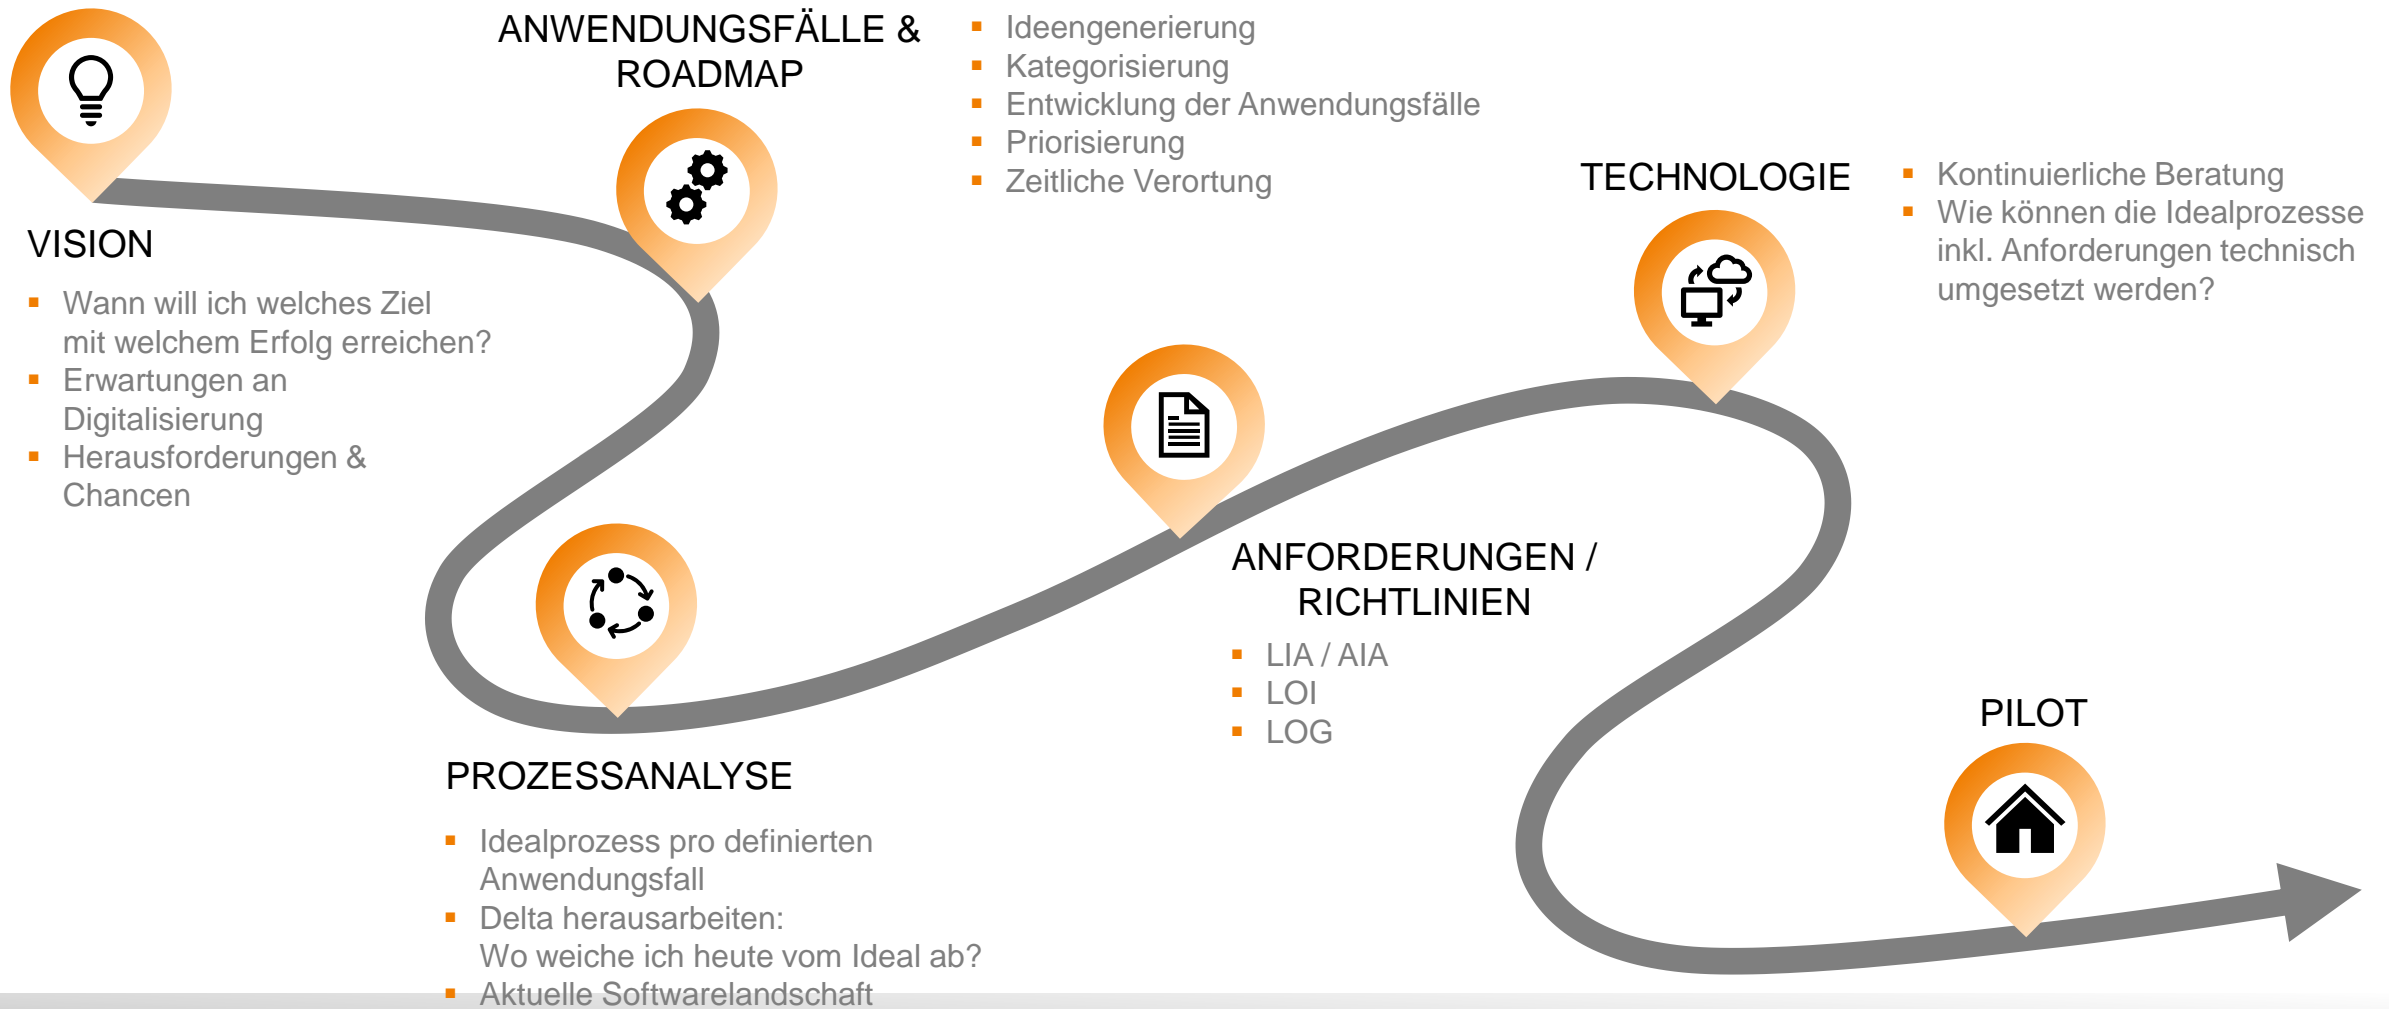 VISION
Wann will ich welches Ziel
mit welchem Erfolg erreichen?
Erwartungen an
Digitalisierung
Herausforderungen &
Chancen
ANWENDUNGSFÄLLE &
ROADMAP
Ideengenerierung
Kategorisierung
Entwicklung der Anwendungsfälle
Priorisierung
Zeitliche Verortung
PROZESSANALYSE
Idealprozess pro definierten
Anwendungsfall
Delta herausarbeiten:
Wo weiche ich heute vom Ideal ab?
Aktuelle Softwarelandschaft
ANFORDERUNGEN /
RICHTLINIEN
LIA / AIA
LOI
LOG
TECHNOLOGIE
Kontinuierliche Beratung
Wie können die Idealprozesse
inkl. Anforderungen technisch
umgesetzt werden?
PILOT